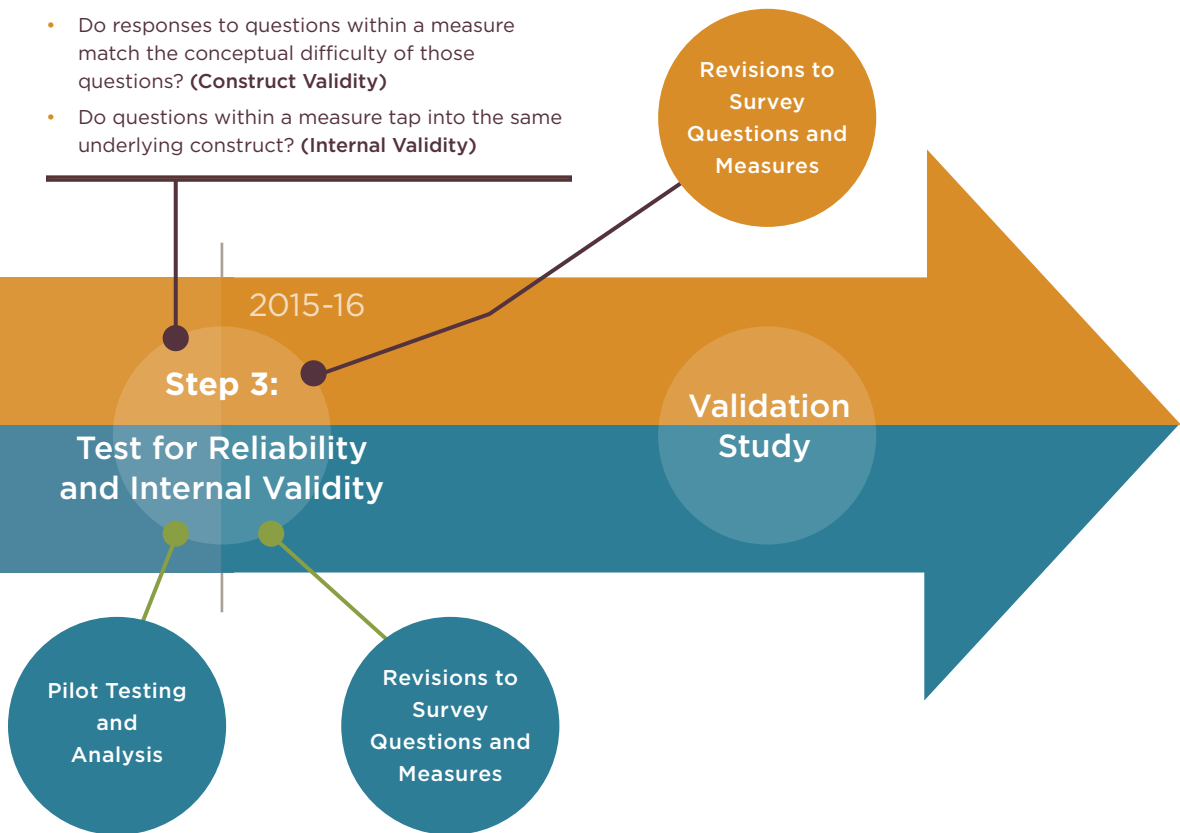 • Do responses to questions within a measure
match the conceptual difficulty of those
questions? (Construct Validity)
• Do questions within a measure tap into the same
underlying construct? (Internal Validity)
Revisions to
Survey
Questions and
Measures
2015-16
Step 3:
Test for Reliability
and Internal Validity
Validation
Study
Pilot Testing
and
Analysis
Revisions to
Survey
Questions and
Measures